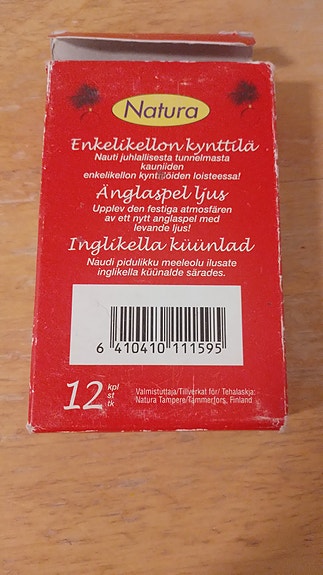 Natura
Enkelikellon kynttilä
Nauti juhlallisesta tunnelmasta
kauniiden
enkelikellon kynttilöiden loisteessa!
Änglaspel ljus
Upplev den festiga atmosfären
av ett nytt anglaspel med
levande ljus!
Inglikella küünlad
Naudi pidulikku meeleolu ilusate
inglikella küünalde särades.
6 410410 111595
12 kpl
st
tk
Valmistuttaja/Tillverkat för/ Tehalaskja:
Natura Tampere/Tammerfors, Finland